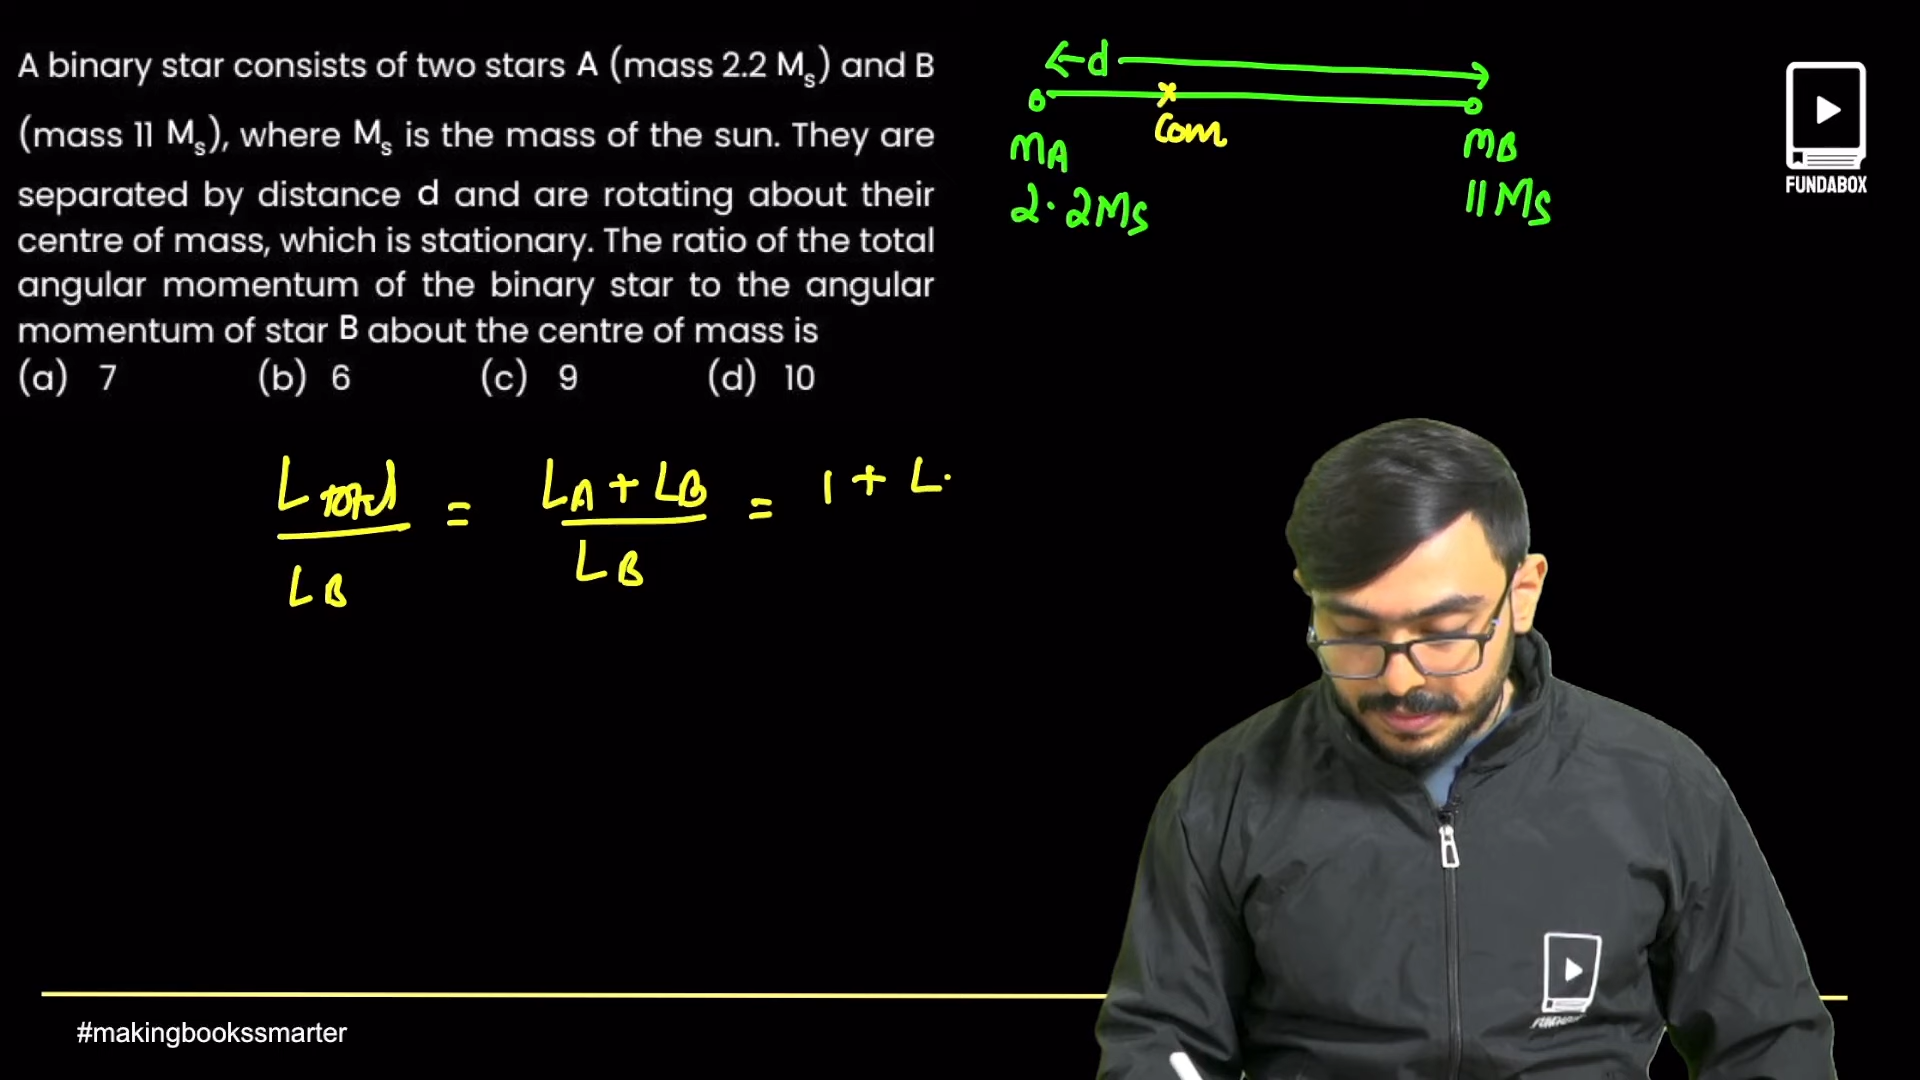 A binary star consists of two stars A (mass 2.2 Mₛ) and B
(mass 11 Mₛ), where Mₛ is the mass of the sun. They are
separated by distance d and are rotating about their
centre of mass, which is stationary. The ratio of the total
angular momentum of the binary star to the angular
momentum of star B about the centre of mass is
(a) 7 (b) 6 (c) 9 (d) 10
d
Com
MA
2.2Ms
MB
11Ms
FUNDABOX
L total / LB = LA + LB / LB = 1 + L
FUNDABOX
#makingbookssmarter